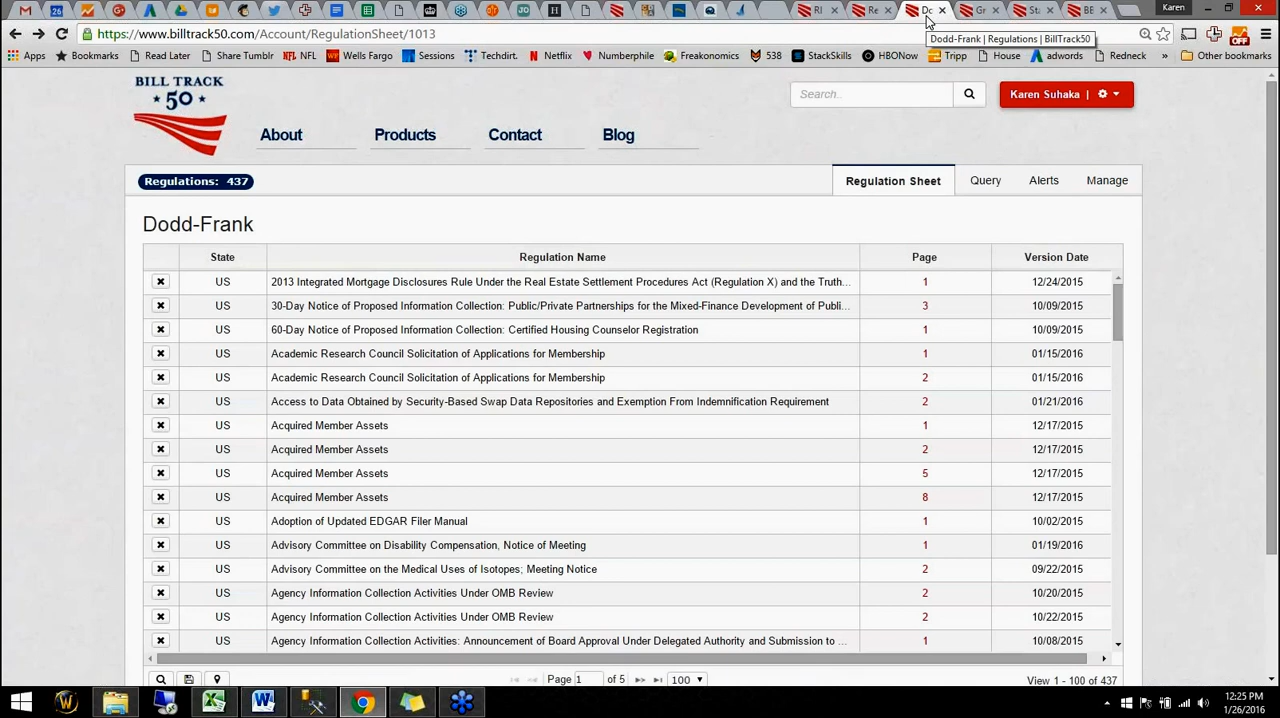 26
JO
RI
Re
Dc
Gr
Sta
BE
Karen
https://www.billtrack50.com/Account/RegulationSheet/1013
Dodd-Frank | Regulations | BillTrack50
OFF
Apps
Bookmarks
Read Later
Share Tumblr
NFL
Wells Fargo
Sessions
Techdirt.
Netflix
Numberphile
Freakonomics
538
StackSkills
HBONow
Tripp
House
adwords
Redneck
»
Other bookmarks
BILL TRACK
50
Search...
Karen Suhaka |
About
Products
Contact
Blog
Regulations: 437
Regulation Sheet
Query
Alerts
Manage
Dodd-Frank
State Regulation Name Page Version Date
US 2013 Integrated Mortgage Disclosures Rule Under the Real Estate Settlement Procedures Act (Regulation X) and the Truth... 1 12/24/2015
US 30-Day Notice of Proposed Information Collection: Public/Private Partnerships for the Mixed-Finance Development of Publi... 3 10/09/2015
US 60-Day Notice of Proposed Information Collection: Certified Housing Counselor Registration 1 10/09/2015
US Academic Research Council Solicitation of Applications for Membership 1 01/15/2016
US Academic Research Council Solicitation of Applications for Membership 2 01/15/2016
US Access to Data Obtained by Security-Based Swap Data Repositories and Exemption From Indemnification Requirement 2 01/21/2016
US Acquired Member Assets 1 12/17/2015
US Acquired Member Assets 2 12/17/2015
US Acquired Member Assets 5 12/17/2015
US Acquired Member Assets 8 12/17/2015
US Adoption of Updated EDGAR Filer Manual 1 10/02/2015
US Advisory Committee on Disability Compensation, Notice of Meeting 1 01/19/2016
US Advisory Committee on the Medical Uses of Isotopes; Meeting Notice 2 09/22/2015
US Agency Information Collection Activities Under OMB Review 2 10/20/2015
US Agency Information Collection Activities Under OMB Review 2 10/22/2015
US Agency Information Collection Activities: Announcement of Board Approval Under Delegated Authority and Submission to ... 1 10/08/2015
Page 1 of 5
100
View 1 - 100 of 437
12:25 PM
1/26/2016